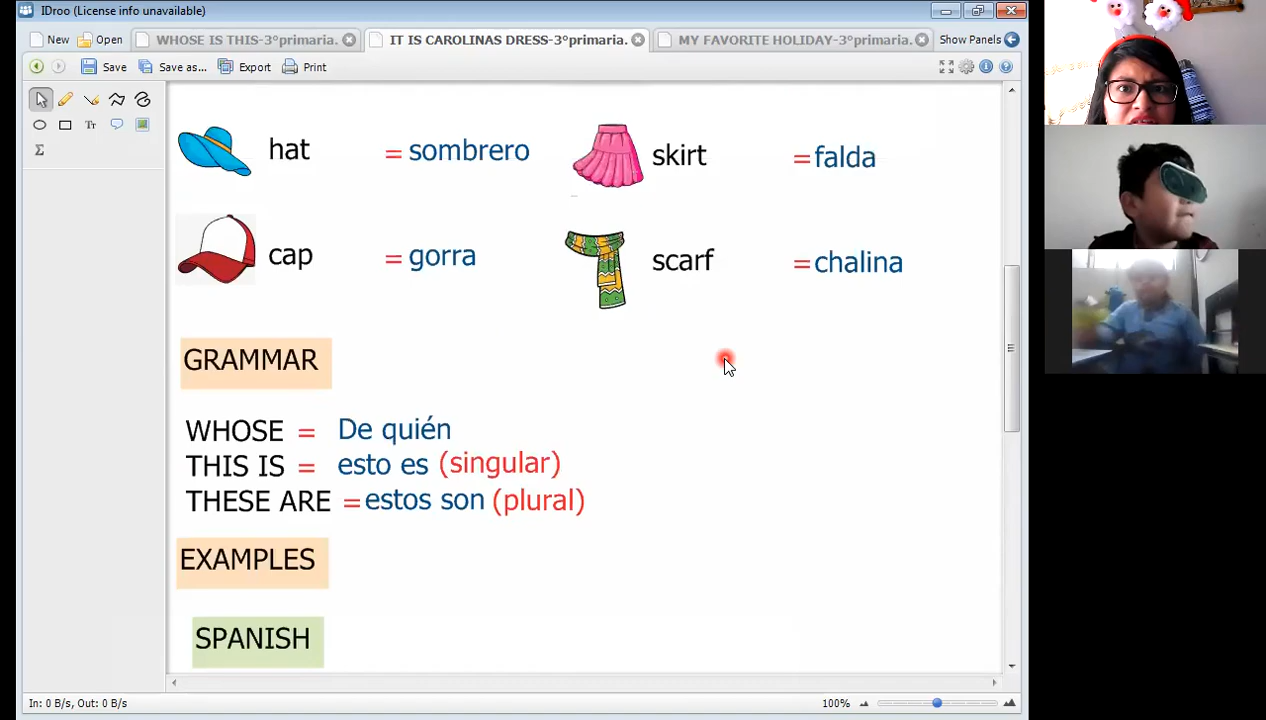 IDroo (License info unavailable)
New Open WHOSE IS THIS-3°primaria. IT IS CAROLINAS DRESS-3°primaria. MY FAVORITE HOLIDAY-3°primaria. Show Panels
Save Save as... Export Print
Tr
Σ
hat = sombrero skirt = falda
cap = gorra scarf = chalina
GRAMMAR
WHOSE = De quién
THIS IS = esto es (singular)
THESE ARE = estos son (plural)
EXAMPLES
SPANISH
In: 0 B/s, Out: 0 B/s 100%